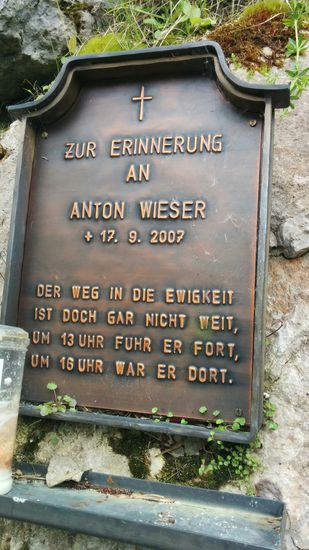 ZUR ERINNERUNG
AN
ANTON WIESER
+ 17. 9. 2007
DER WEG IN DIE EWIGKEIT
IST DOCH GAR NICHT WEIT,
UM 13 UHR FUHR ER FORT,
UM 16 UHR WAR ER DORT.